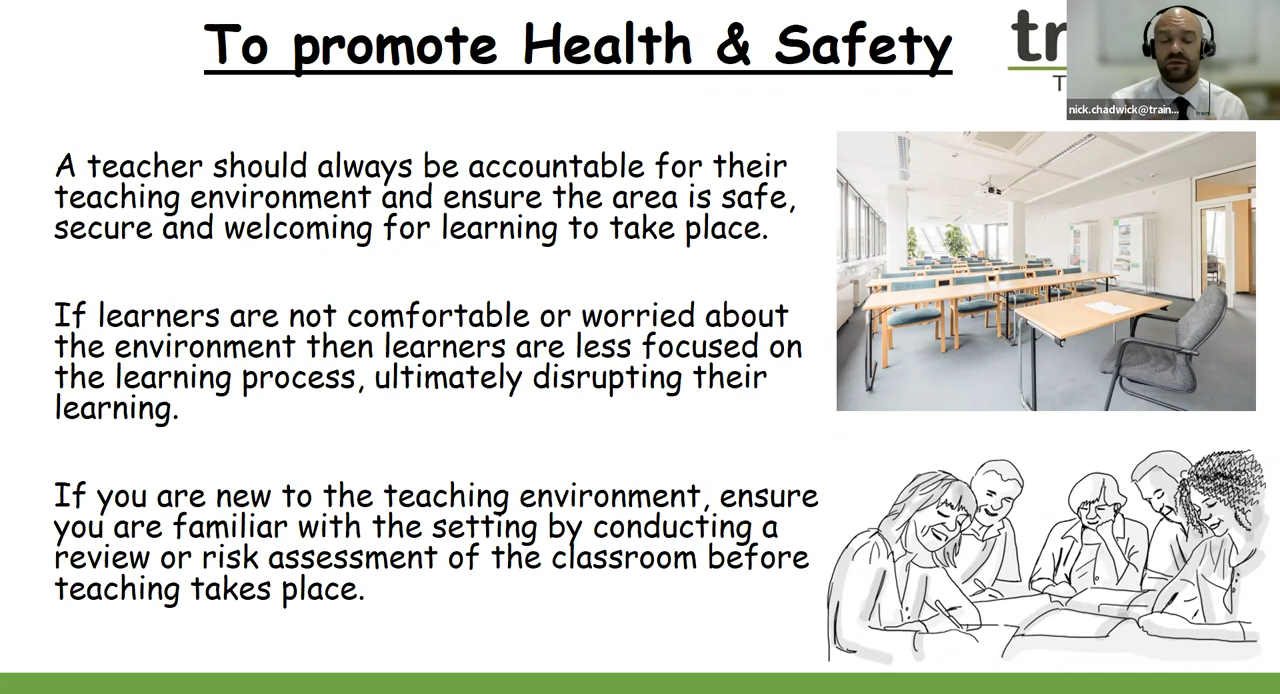 To promote Health & Safety
tr
T
nick.chadwick@train...
A teacher should always be accountable for their
teaching environment and ensure the area is safe,
secure and welcoming for learning to take place.
If learners are not comfortable or worried about
the environment then learners are less focused on
the learning process, ultimately disrupting their
learning.
If you are new to the teaching environment, ensure
you are familiar with the setting by conducting a
review or risk assessment of the classroom before
teaching takes place.